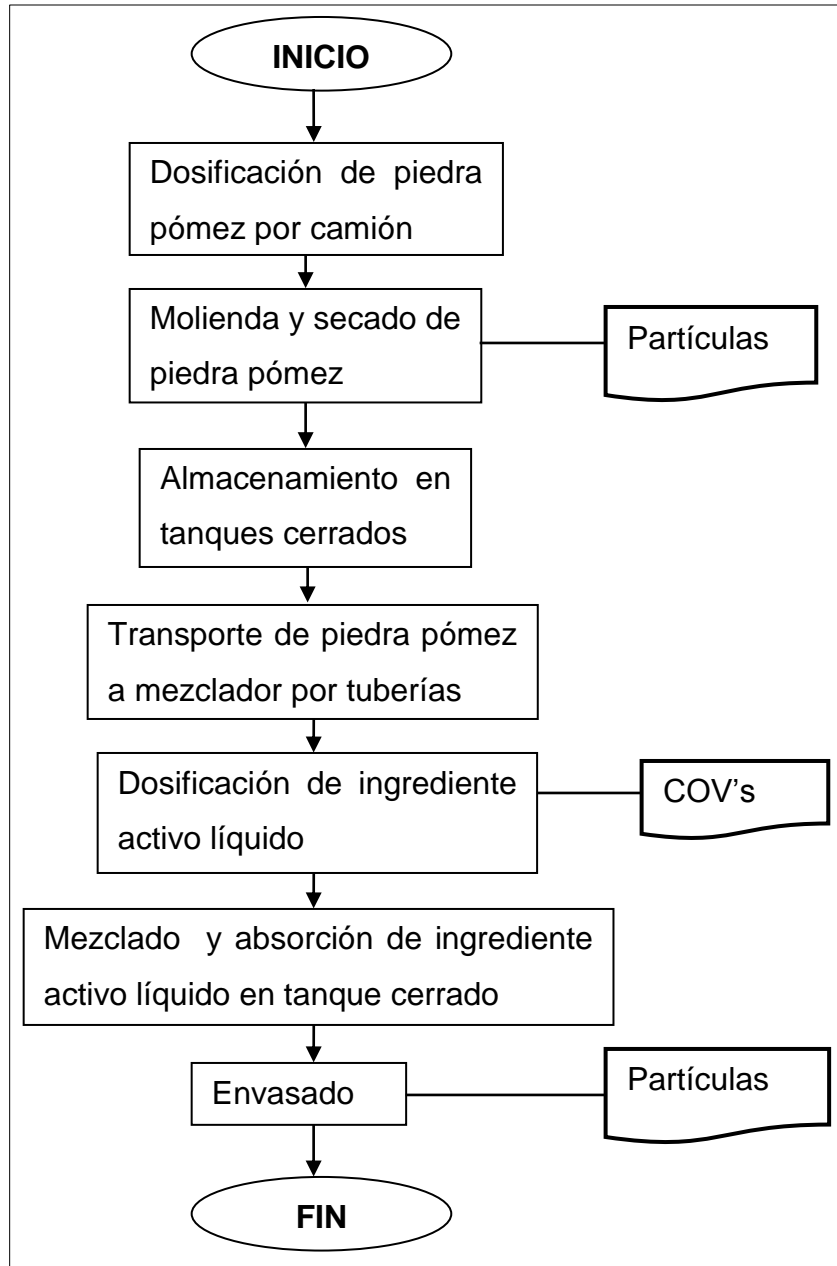 INICIO
Dosificación de piedra
pómez por camión
Molienda y secado de
piedra pómez
Partículas
Almacenamiento en
tanques cerrados
Transporte de piedra pómez
a mezclador por tuberías
Dosificación de ingrediente
activo líquido
COV’s
Mezclado y absorción de ingrediente
activo líquido en tanque cerrado
Envasado
Partículas
FIN